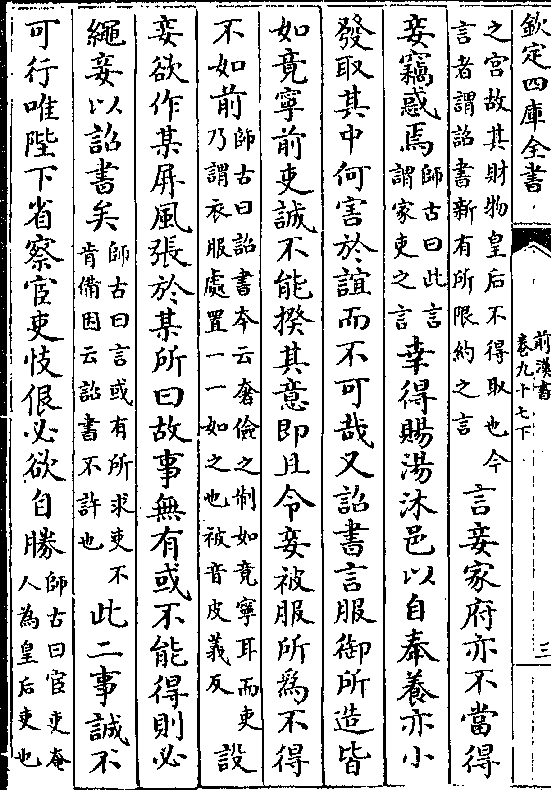 欽定四庫全書
前漢書
卷九十七下
三
之宫故其財物皇后不得取也今
言者謂詔書新有所限約之言
言妾家府亦不當得
妾竊惑焉
師古曰此言
謂家吏之言
幸得賜湯沐邑以自奉養亦小
發取其中何害於誼而不可哉又詔書言服御所造皆
如竟寧前吏誠不能揆其意即且令妾被服所為不得
不如前
師古曰詔書本云奢儉之制如竟寧耳而吏
乃謂衣服處置一一如之也被音皮義反
設
妾欲作某屏風張於某所曰故事無有或不能得則必
繩妾以詔書矣
師古曰言或有所求吏不
肯備因云詔書不許也
此二事誠不
可行唯陛下省察宦吏忮佷必欲自勝
師古曰宦吏奄
人為皇后吏也